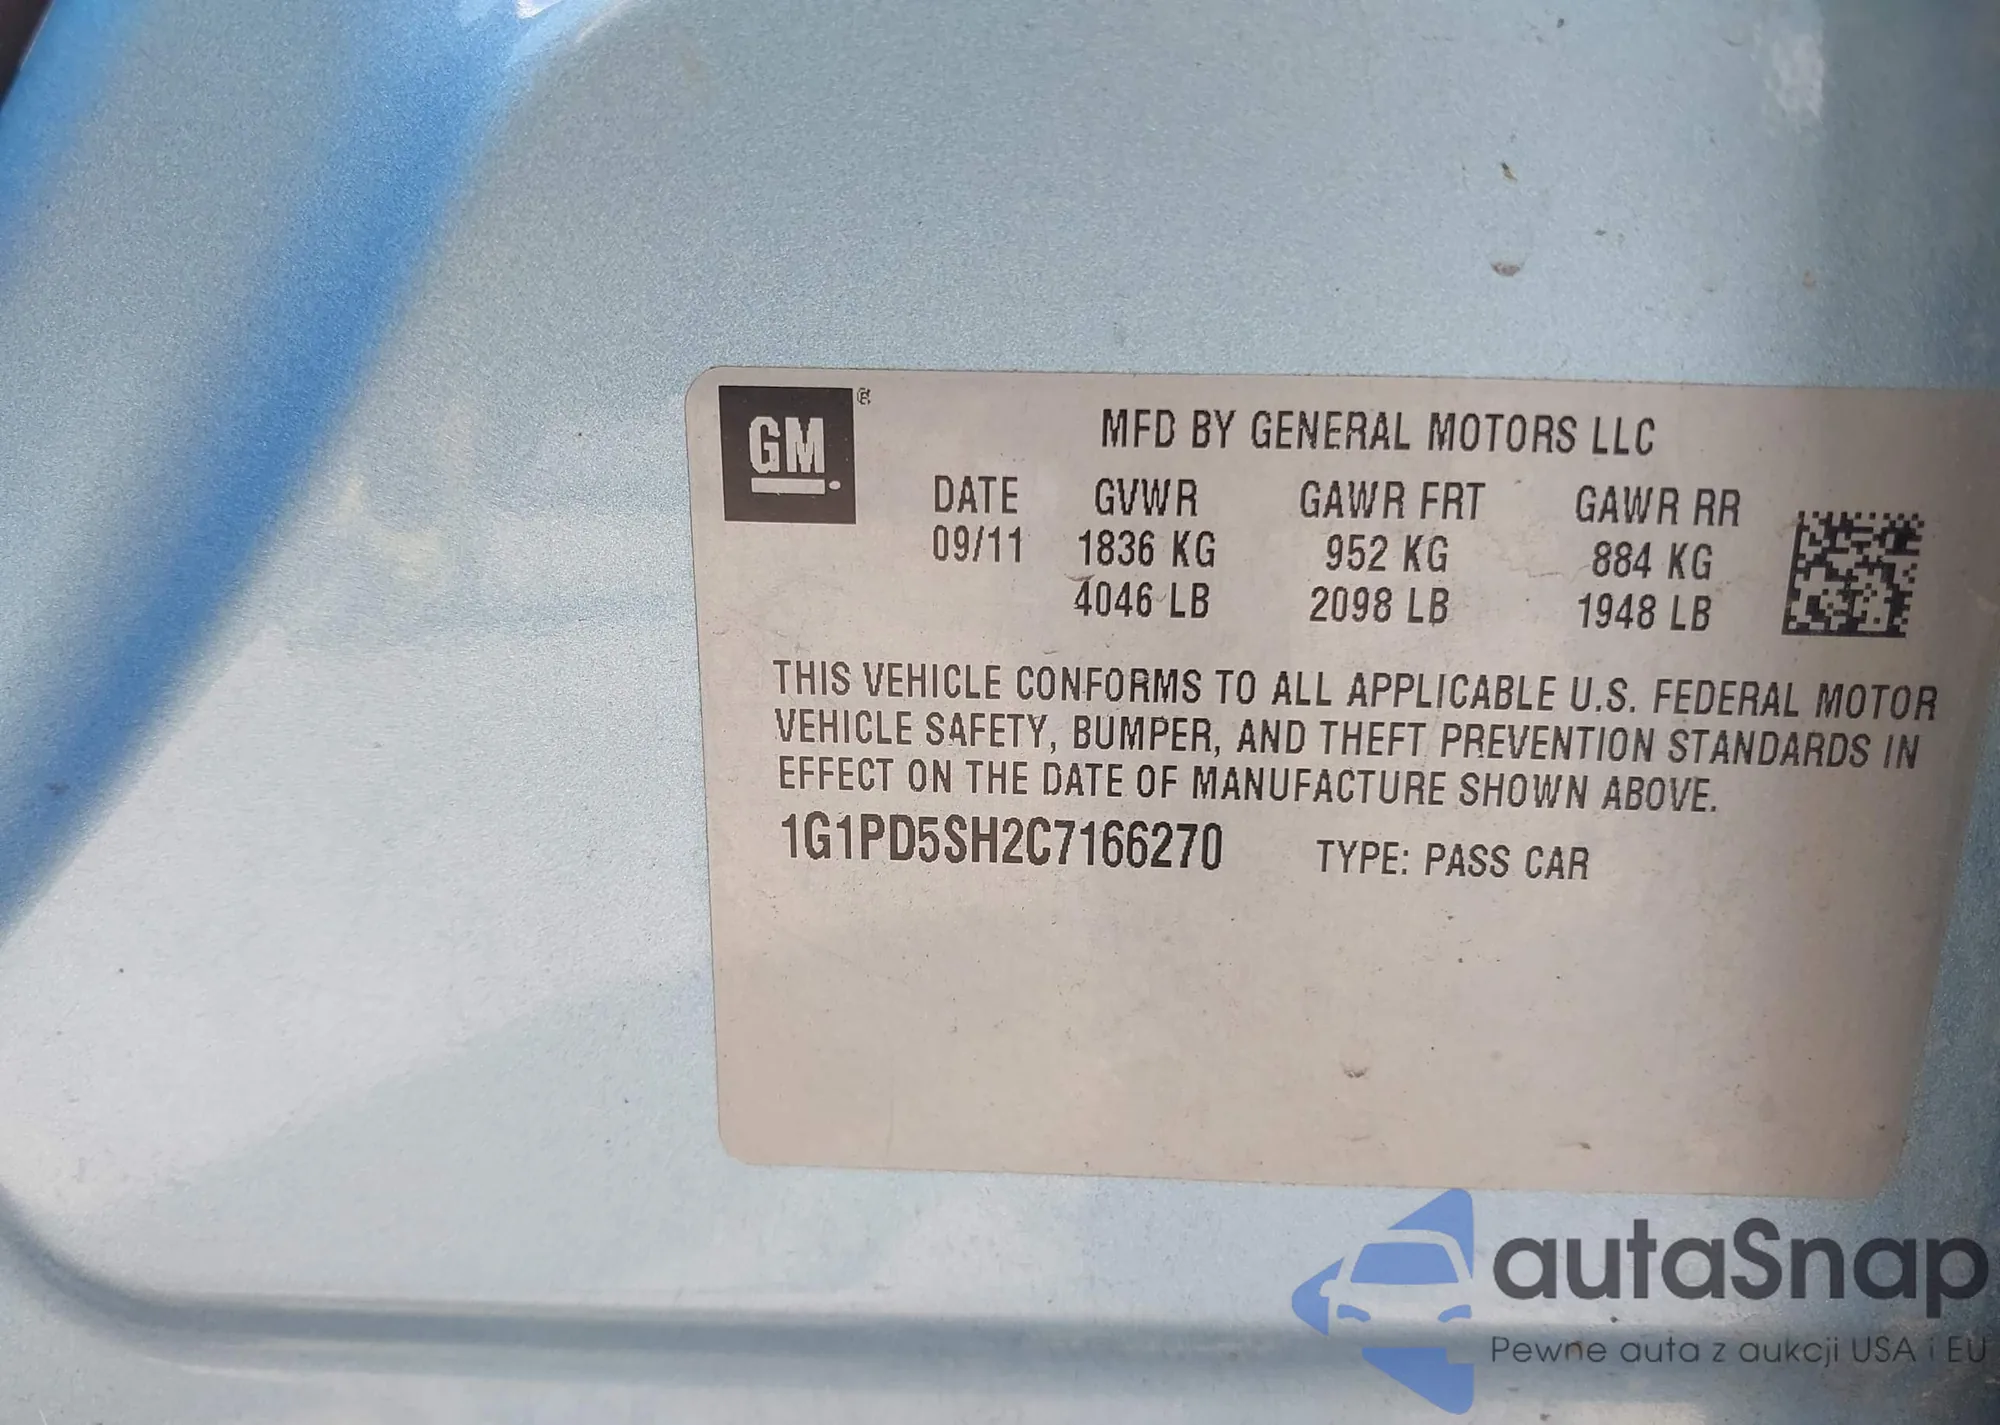 GM
MFD BY GENERAL MOTORS LLC
DATE GVWR GAWR FRT GAWR RR
09/11 1836 KG 952 KG 884 KG
4046 LB 2098 LB 1948 LB
THIS VEHICLE CONFORMS TO ALL APPLICABLE U.S. FEDERAL MOTOR
VEHICLE SAFETY, BUMPER, AND THEFT PREVENTION STANDARDS IN
EFFECT ON THE DATE OF MANUFACTURE SHOWN ABOVE.
1G1PD5SH2C7166270 TYPE: PASS CAR
autaSnap
Pewne auta z aukcji USA i EU